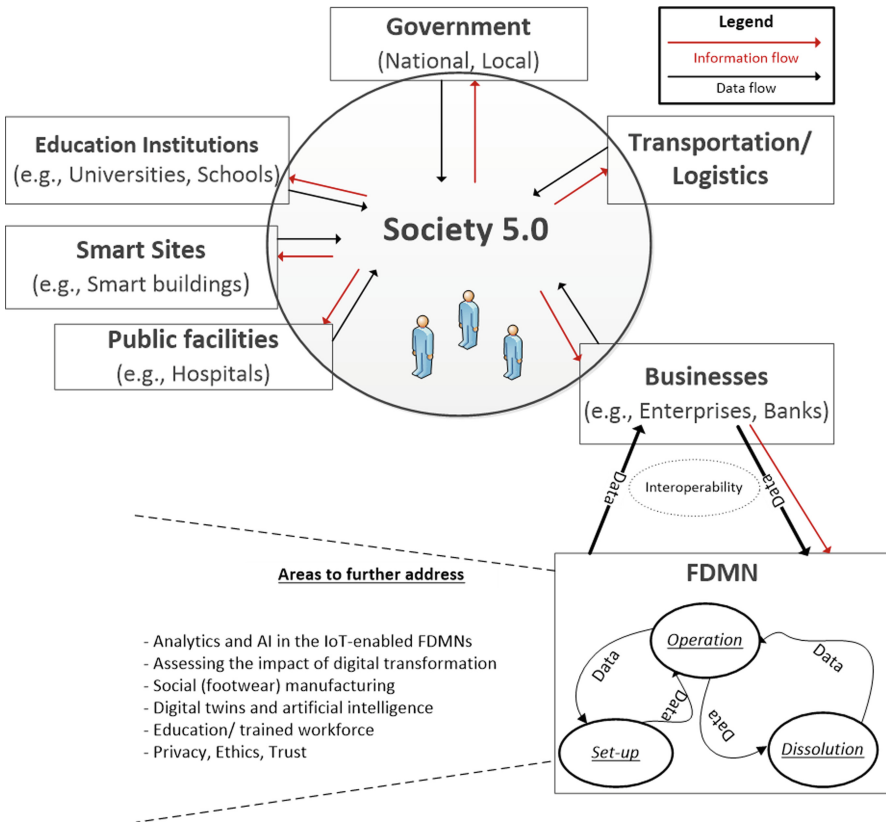 Government
(National, Local)
Legend
Information flow
Data flow
Education Institutions
(e.g., Universities, Schools)
Transportation/
Logistics
Society 5.0
Smart Sites
(e.g., Smart buildings)
Public facilities
(e.g., Hospitals)
Businesses
(e.g., Enterprises, Banks)
Data
Interoperability
Data
Areas to further address
- Analytics and AI in the IoT-enabled FDMNs
- Assessing the impact of digital transformation
- Social (footwear) manufacturing
- Digital twins and artificial intelligence
- Education/ trained workforce
- Privacy, Ethics, Trust
FDMN
Operation
Data
Data
Data
Data
Set-up
Dissolution